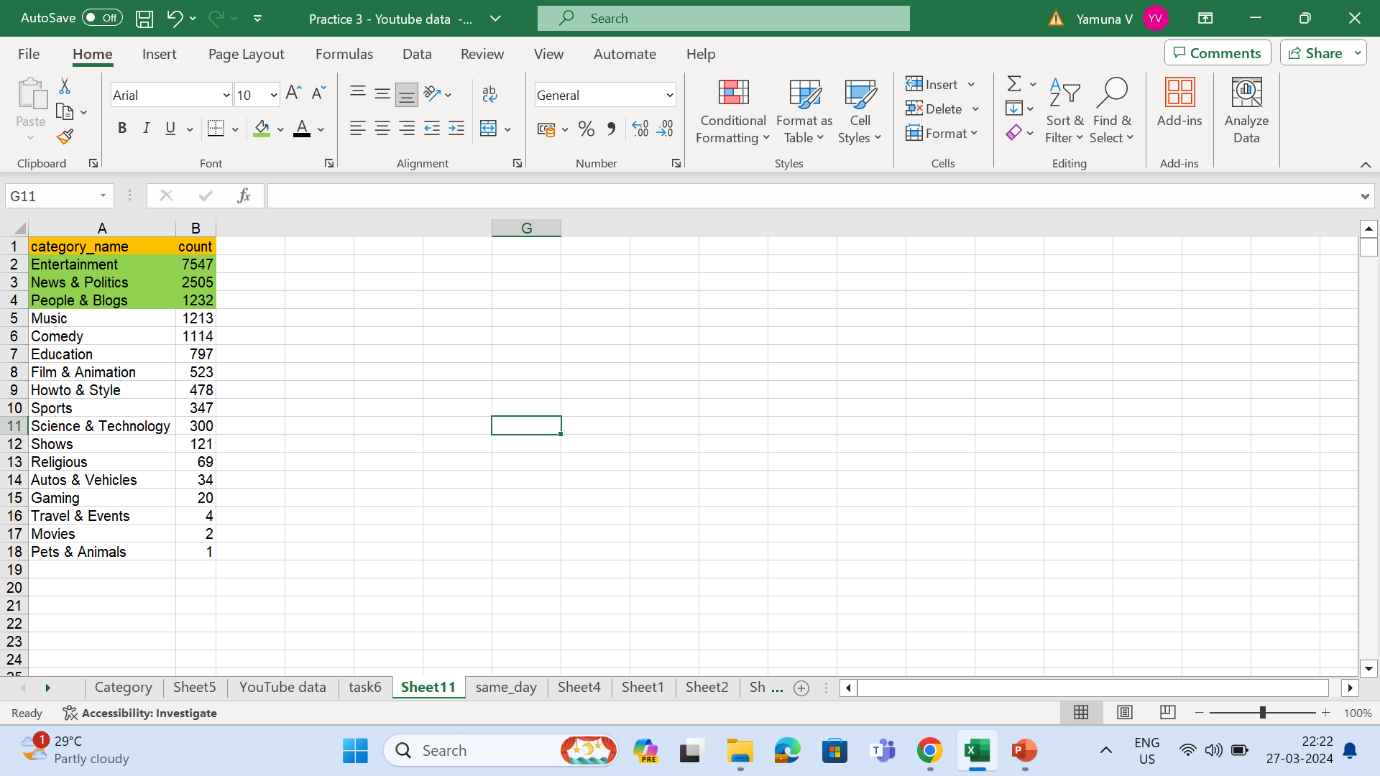 AutoSave Off Practice 3 - Youtube data -... Search Yamuna V YV
File Home Insert Page Layout Formulas Data Review View Automate Help Comments Share
Paste Arial 10 A A ab c General Conditional Formatting Format as Table Cell Styles Insert Sort & Filter Find & Select Add-ins Analyze Data
B I U A % , Delete
Format
Clipboard Font Alignment Number Styles Cells Editing Add-ins
G11 fx
A B G
1 category_name count
2 Entertainment 7547
3 News & Politics 2505
4 People & Blogs 1232
5 Music 1213
6 Comedy 1114
7 Education 797
8 Film & Animation 523
9 Howto & Style 478
10 Sports 347
11 Science & Technology 300
12 Shows 121
13 Religious 69
14 Autos & Vehicles 34
15 Gaming 20
16 Travel & Events 4
17 Movies 2
18 Pets & Animals 1
19
20
21
22
23
24
Category Sheet5 YouTube data task6 Sheet11 same_day Sheet4 Sheet1 Sheet2 Sh ...
Ready Accessibility: Investigate 100%
1 29°C Search PRE ENG 22:22
Partly cloudy US 27-03-2024